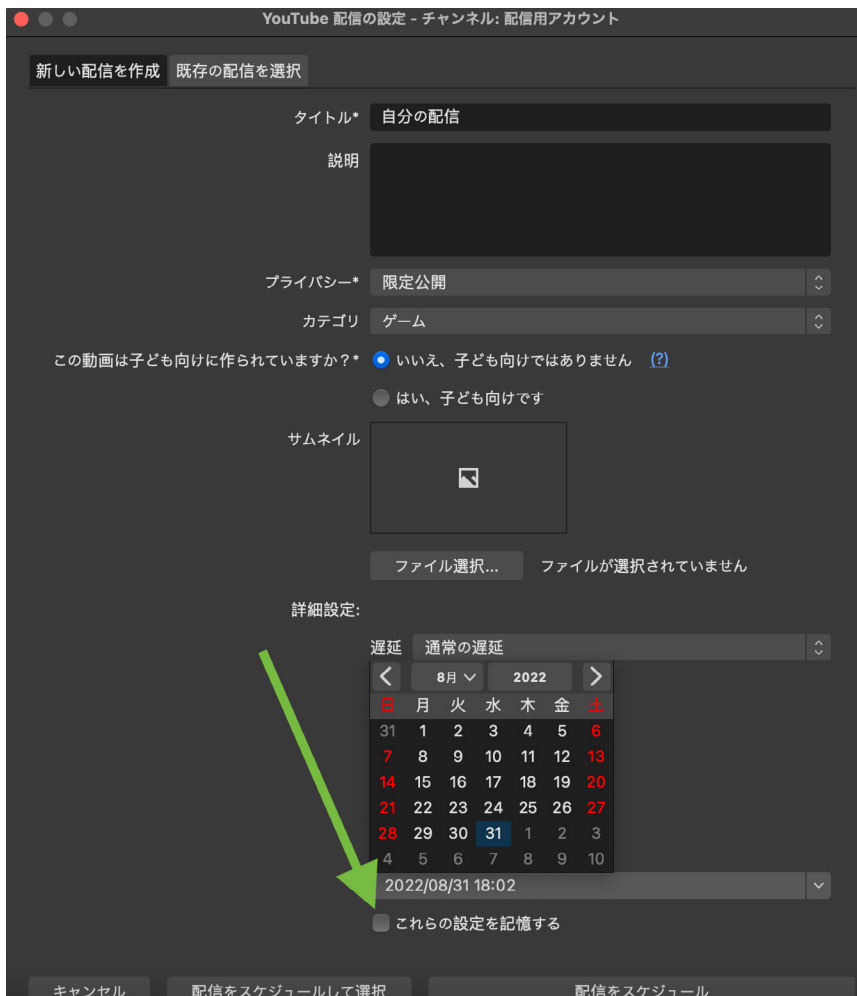 YouTube 配信の設定 - チャンネル: 配信用アカウント
新しい配信を作成 既存の配信を選択
タイトル* 自分の配信
説明
プライバシー* 限定公開
カテゴリ ゲーム
この動画は子ども向けに作られていますか？* いいえ、子ども向けではありません (?)
はい、子ども向けです
サムネイル
ファイル選択... ファイルが選択されていません
詳細設定:
遅延 通常の遅延
8月 2022
日 月 火 水 木 金 土
31 1 2 3 4 5 6
7 8 9 10 11 12 13
14 15 16 17 18 19 20
21 22 23 24 25 26 27
28 29 30 31 1 2 3
4 5 6 7 8 9 10
2022/08/31 18:02
これらの設定を記憶する
キャンセル 配信をスケジュールして選択 配信をスケジュール